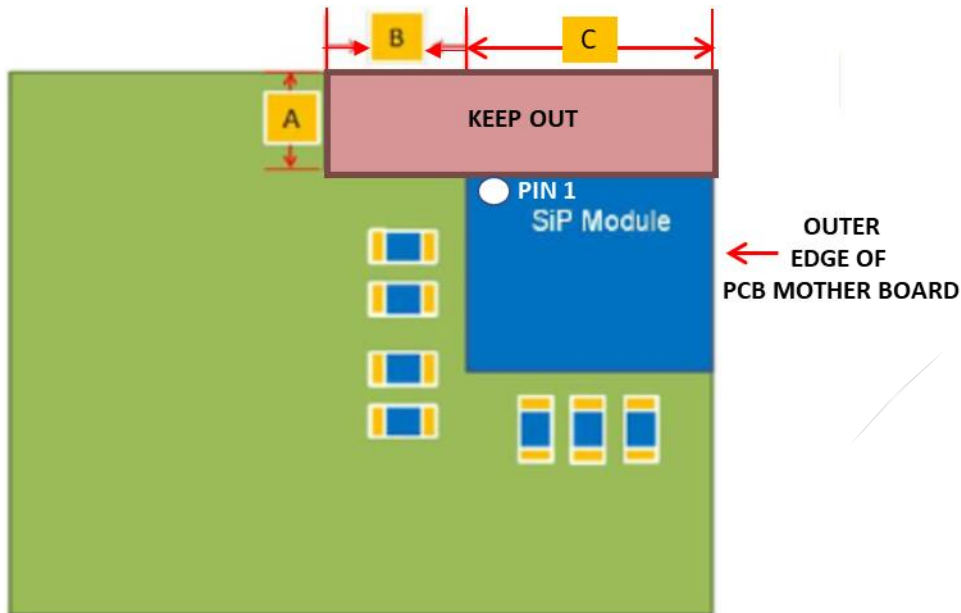 B
C
A
KEEP OUT
PIN 1
SiP Module
OUTER
EDGE OF
PCB MOTHER BOARD